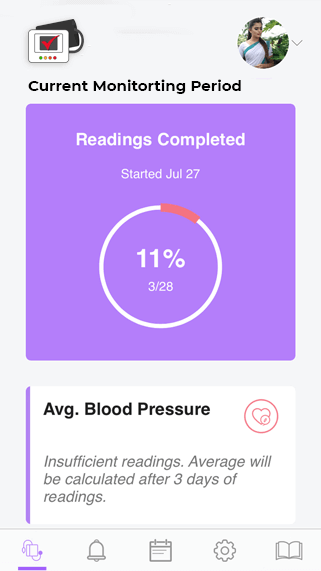 Current Monitorting Period
Readings Completed
Started Jul 27
11%
3/28
Avg. Blood Pressure
Insufficient readings. Average will
be calculated after 3 days of
readings.